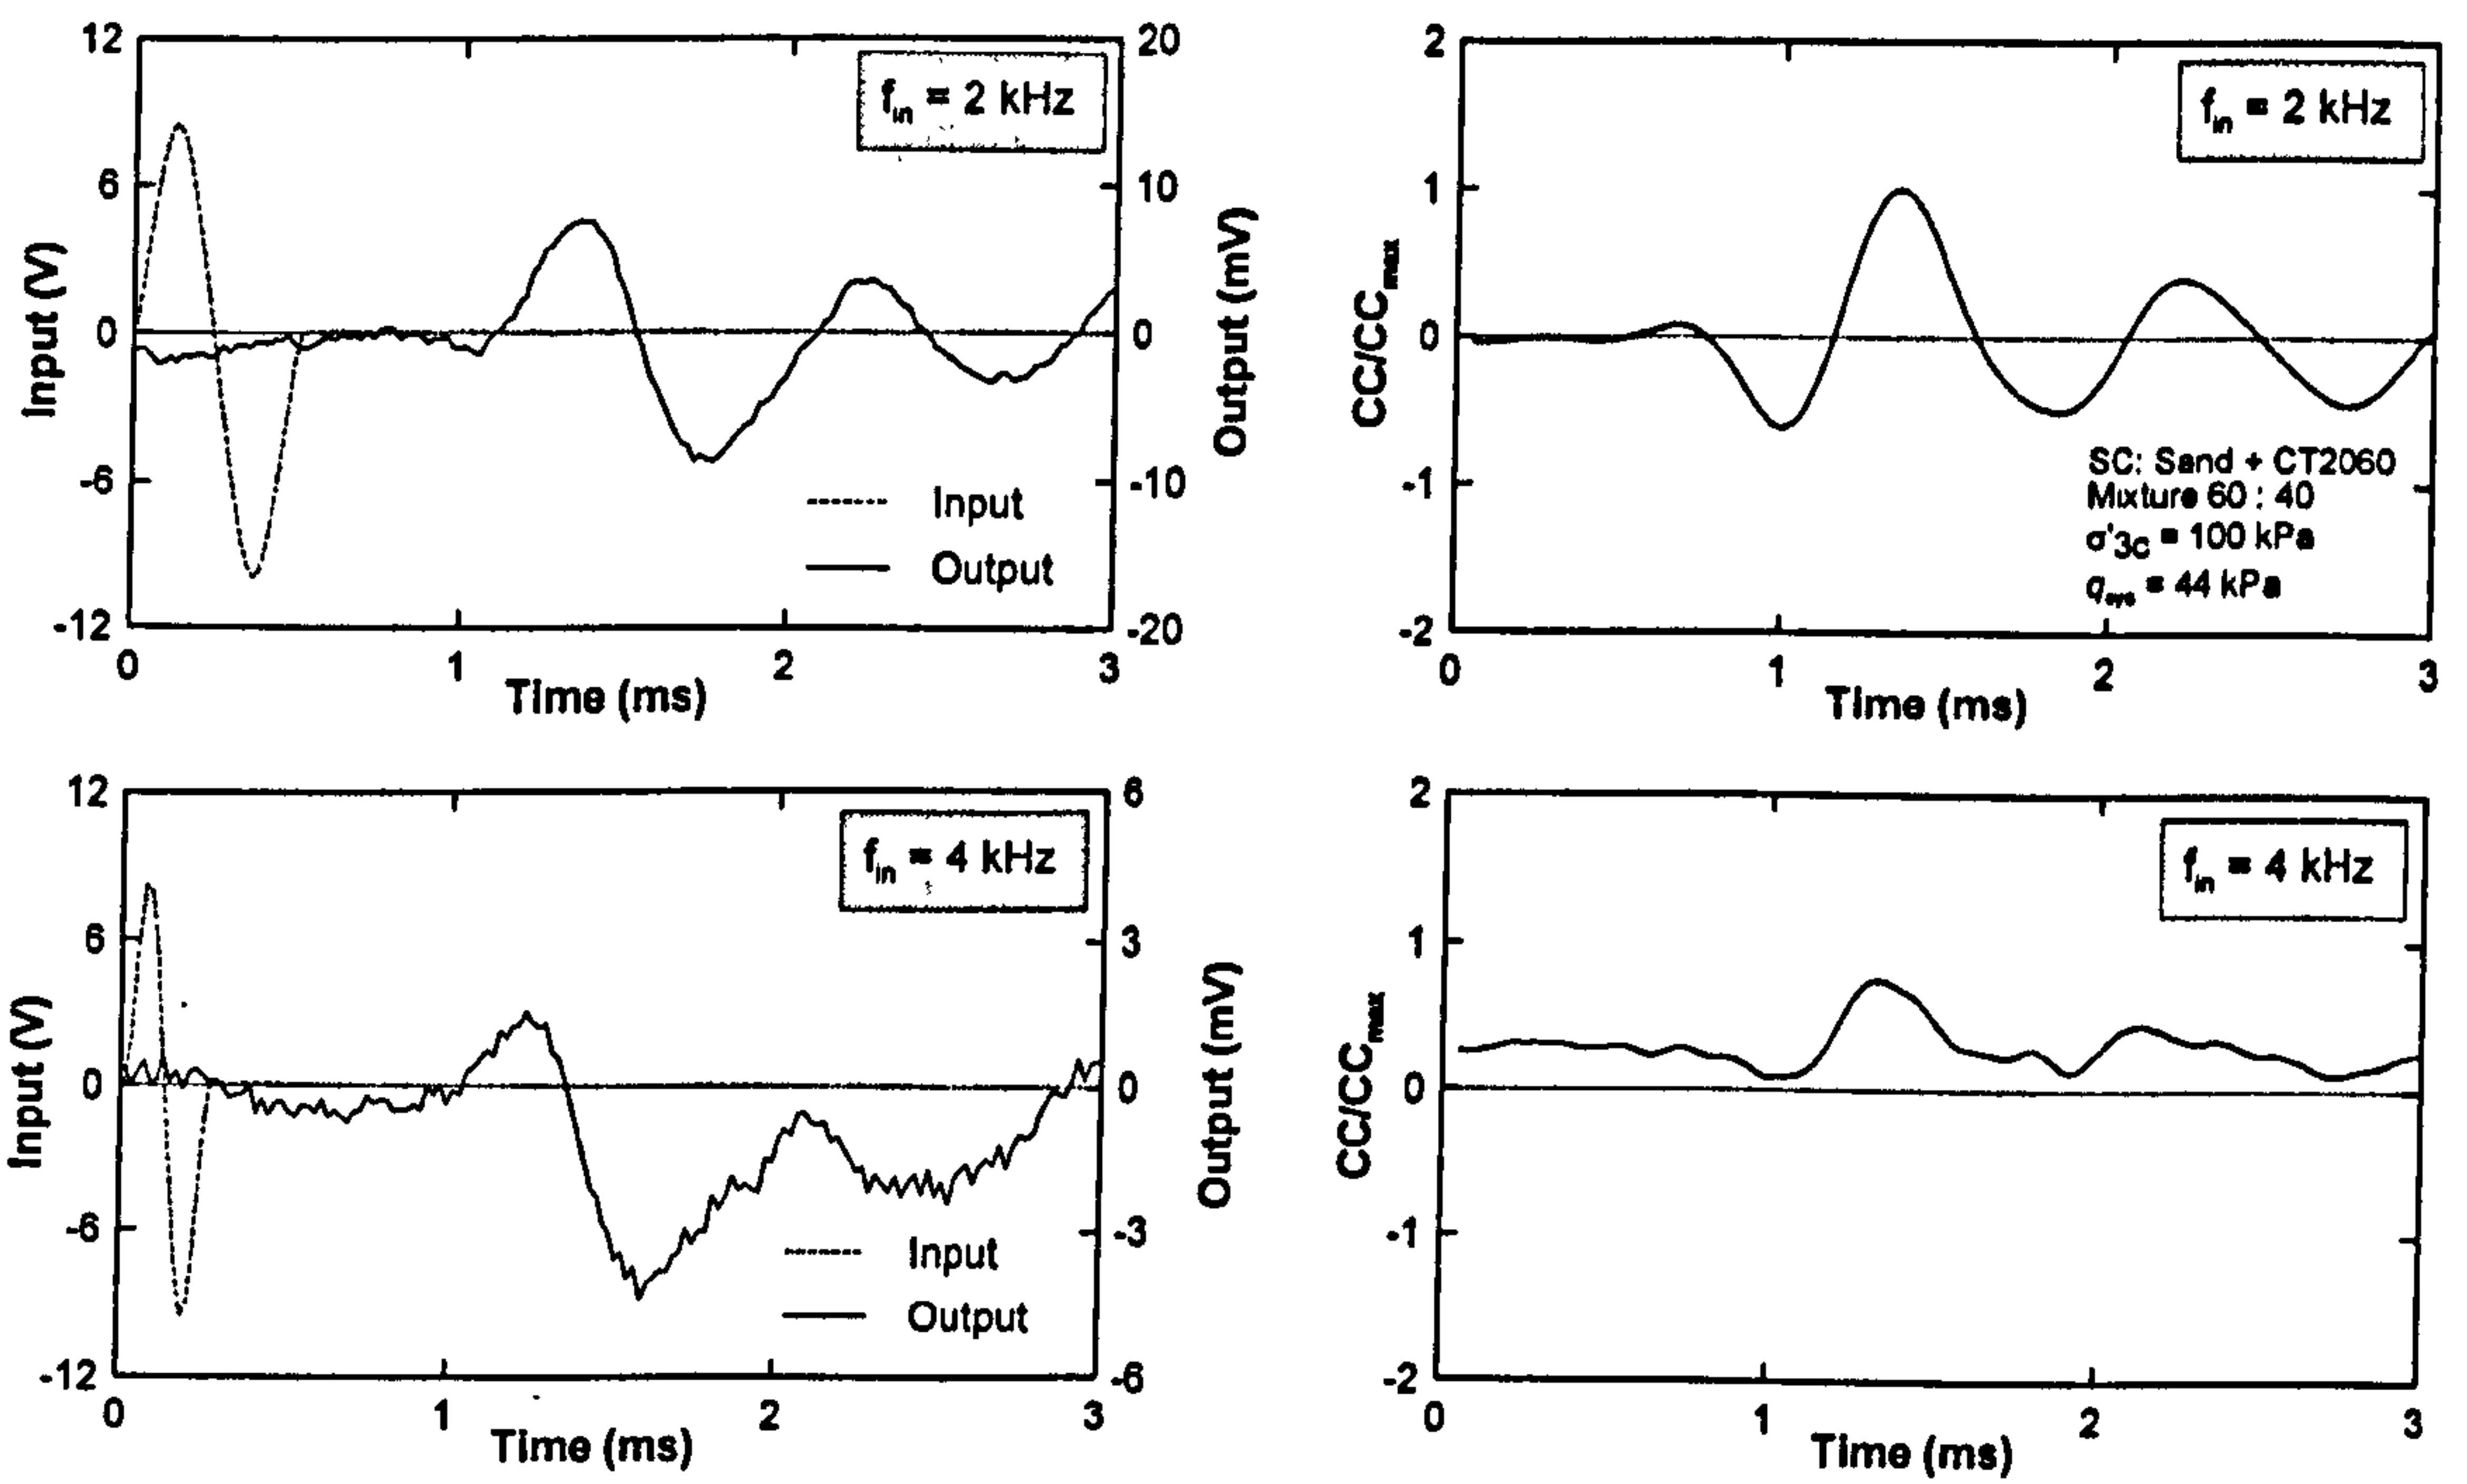 12
6
0
-6
-12
20
10
0
-10
-20
Input (V)
Output (mV)
f_in = 2 kHz
Input
Output
0 1 2 3
Time (ms)
2
1
0
-1
-2
CC/CC_max
f_in = 2 kHz
SC: Sand + CT2060
Mixture 60 : 40
σ'3C = 100 kPa
= 44 kPa
0 1 2 3
Time (ms)
12
6
0
-6
-12
6
3
0
-3
-6
Input (V)
Output (mV)
f_in = 4 kHz
Input
Output
0 1 2 3
Time (ms)
2
1
0
-1
-2
CC/CC_max
f_in = 4 kHz
0 1 2 3
Time (ms)